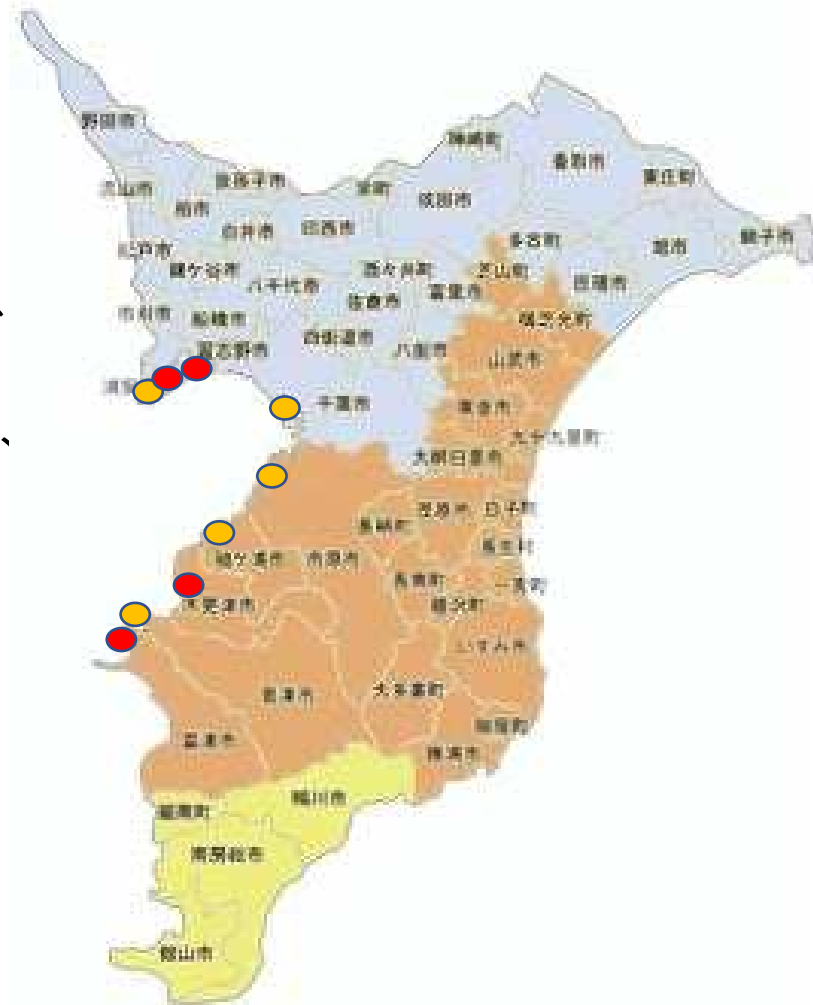 野田市
神崎町
香取市
東庄町
我孫子市
栄町
成田市
流山市
柏市
白井市
印西市
多古町
旭市
銚子市
松戸市
鎌ケ谷市
八千代市
酒々井町
芝山町
匝瑳市
佐倉市
富里市
市川市
船橋市
横芝光町
四街道市
習志野市
八街市
山武市
千葉市
東金市
九十九里町
茂原市
白子町
長柄町
長生村
袖ケ浦市
市原市
長南町
一宮町
睦沢町
木更津市
いすみ市
君津市
大多喜町
御宿町
富津市
勝浦市
鴨川市
鋸南町
南房総市
館山市